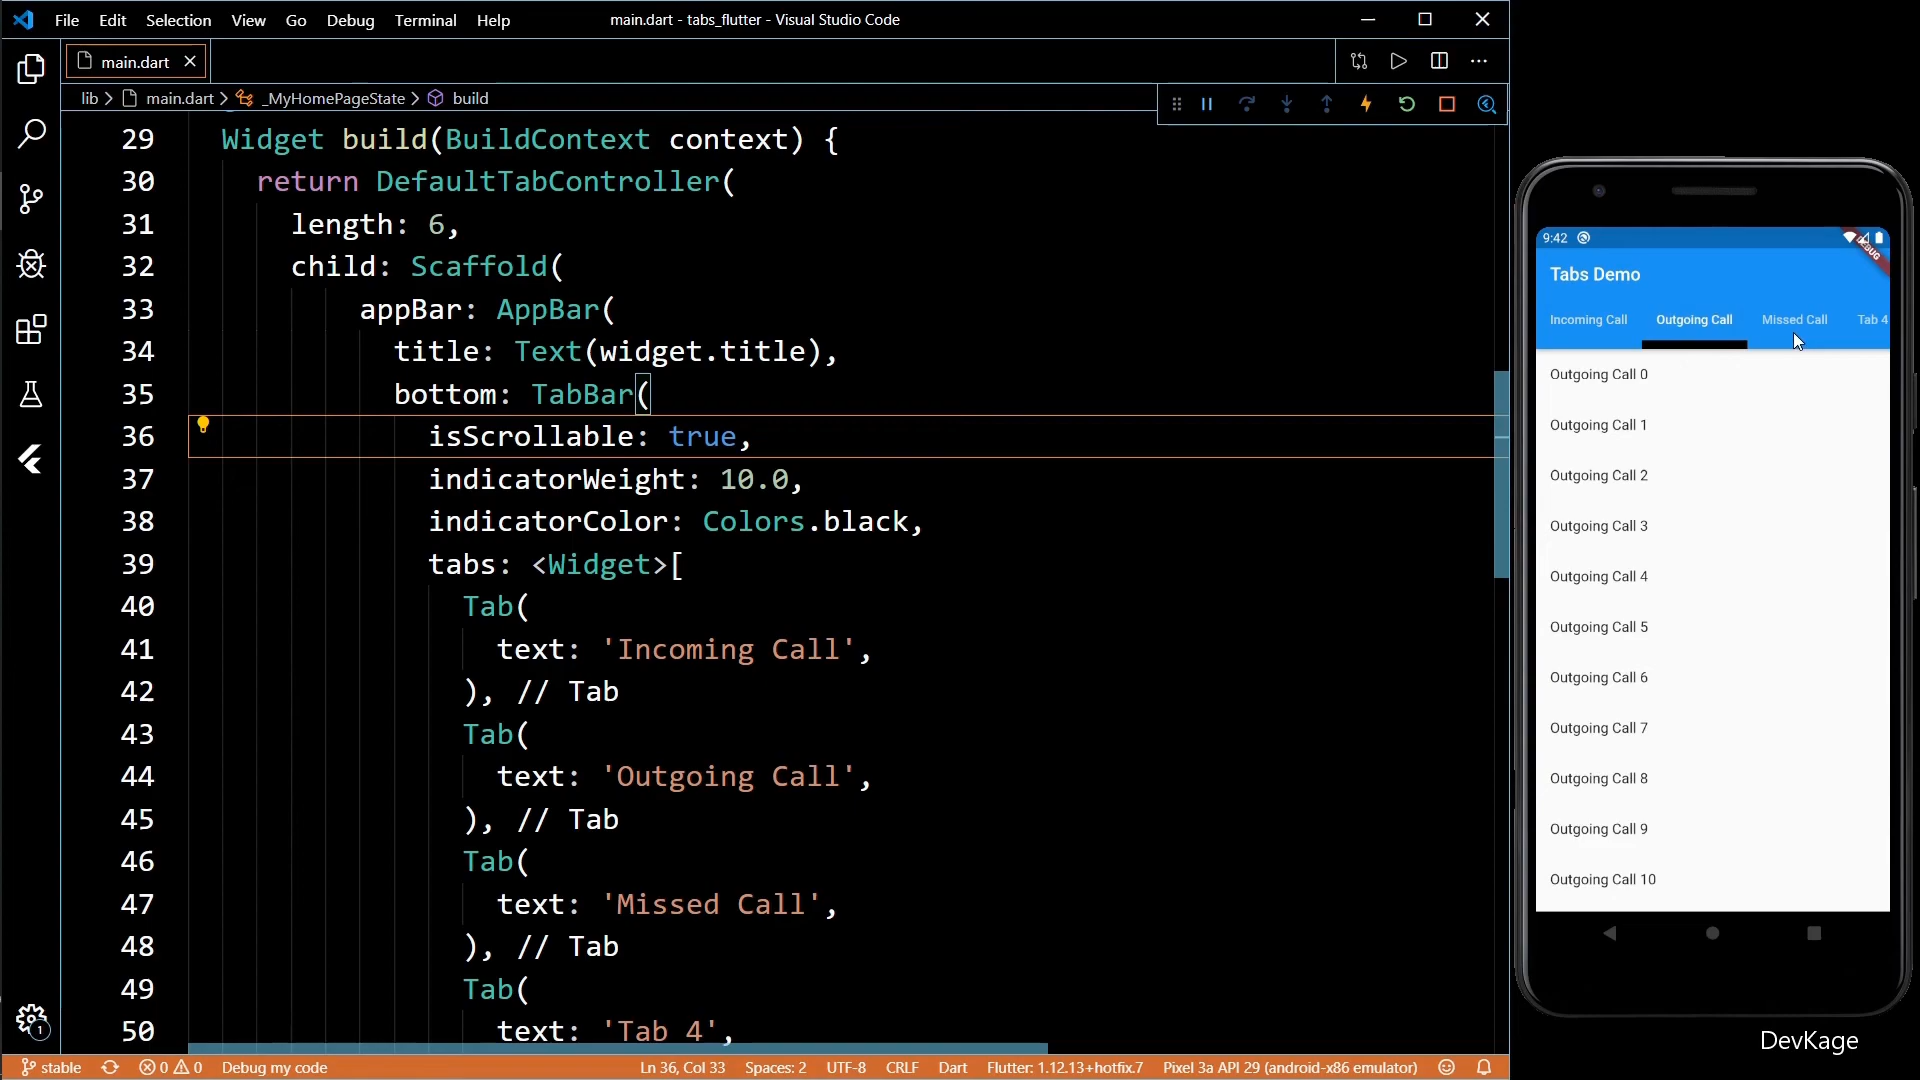 File Edit Selection View Go Debug Terminal Help
main.dart - tabs_flutter - Visual Studio Code
main.dart
lib > main.dart > _MyHomePageState > build
29 Widget build(BuildContext context) {
30 return DefaultTabController(
31 length: 6,
32 child: Scaffold(
33 appBar: AppBar(
34 title: Text(widget.title),
35 bottom: TabBar(
36 isScrollable: true,
37 indicatorWeight: 10.0,
38 indicatorColor: Colors.black,
39 tabs: <Widget>[
40 Tab(
41 text: 'Incoming Call',
42 ), // Tab
43 Tab(
44 text: 'Outgoing Call',
45 ), // Tab
46 Tab(
47 text: 'Missed Call',
48 ), // Tab
49 Tab(
50 text: 'Tab 4',
1
stable 0 0 Debug my code Ln 36, Col 33 Spaces: 2 UTF-8 CRLF Dart Flutter: 1.12.13+hotfix.7 Pixel 3a API 29 (android-x86 emulator)
9:42
DEBUG
Tabs Demo
Incoming Call Outgoing Call Missed Call Tab 4
Outgoing Call 0
Outgoing Call 1
Outgoing Call 2
Outgoing Call 3
Outgoing Call 4
Outgoing Call 5
Outgoing Call 6
Outgoing Call 7
Outgoing Call 8
Outgoing Call 9
Outgoing Call 10
DevKage